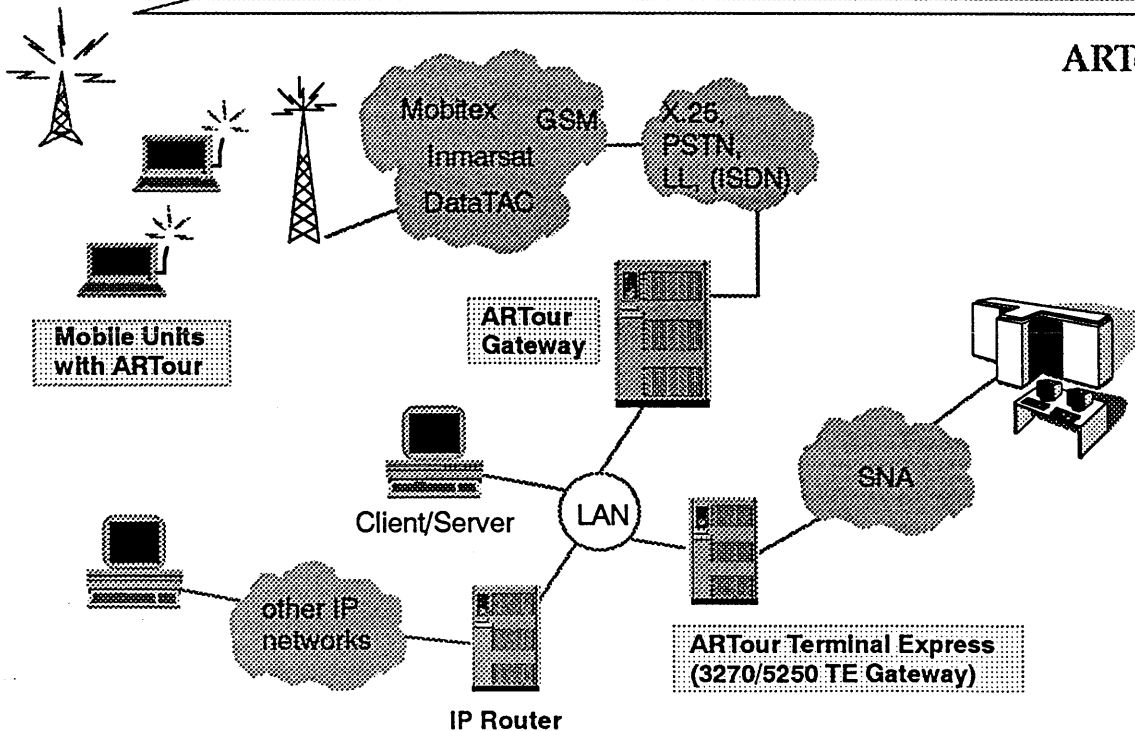 ART
Mobitex
GSM
Inmarsat
DataTAC
X.25,
PSTN,
LL, (ISDN)
Mobile Units
with ARTour
ARTour
Gateway
Client/Server
LAN
SNA
other IP
networks
ARTour Terminal Express
(3270/5250 TE Gateway)
IP Router